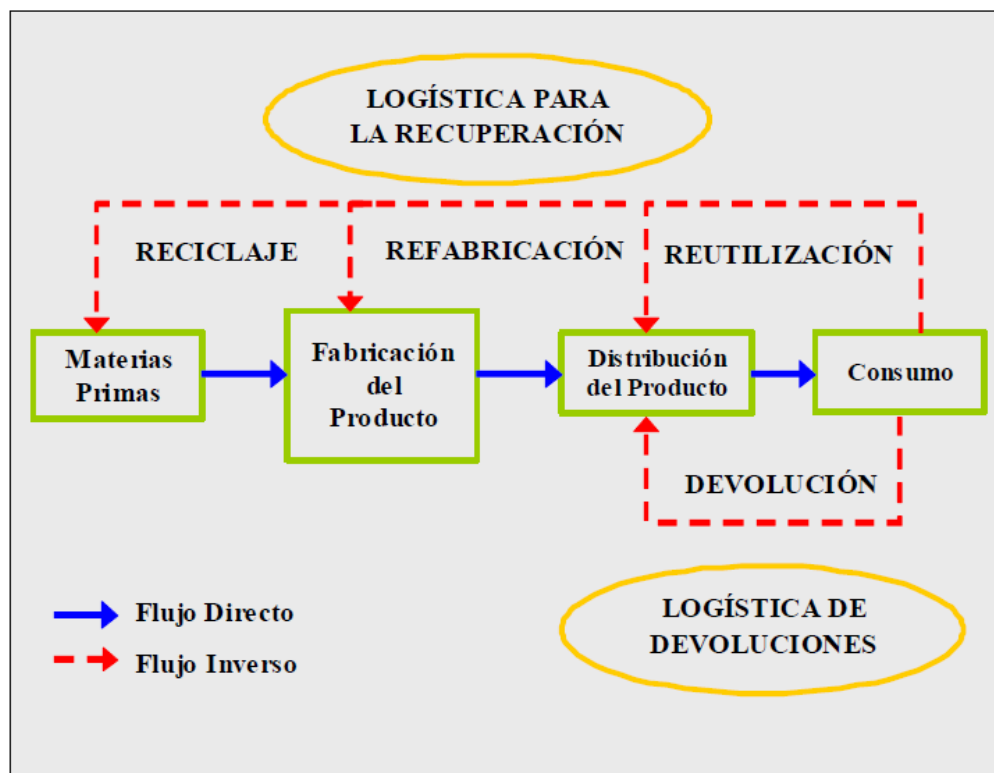 LOGÍSTICA PARA
LA RECUPERACIÓN
RECICLAJE
REFABRICACIÓN
REUTILIZACIÓN
Materias
Primas
Fabricación
del
Producto
Distribución
del Producto
Consumo
DEVOLUCIÓN
LOGÍSTICA DE
DEVOLUCIONES
Flujo Directo
Flujo Inverso